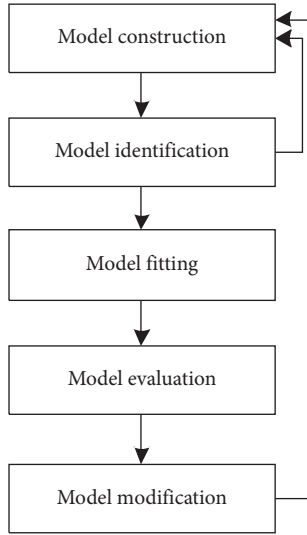 Model construction
Model identification
Model fitting
Model evaluation
Model modification